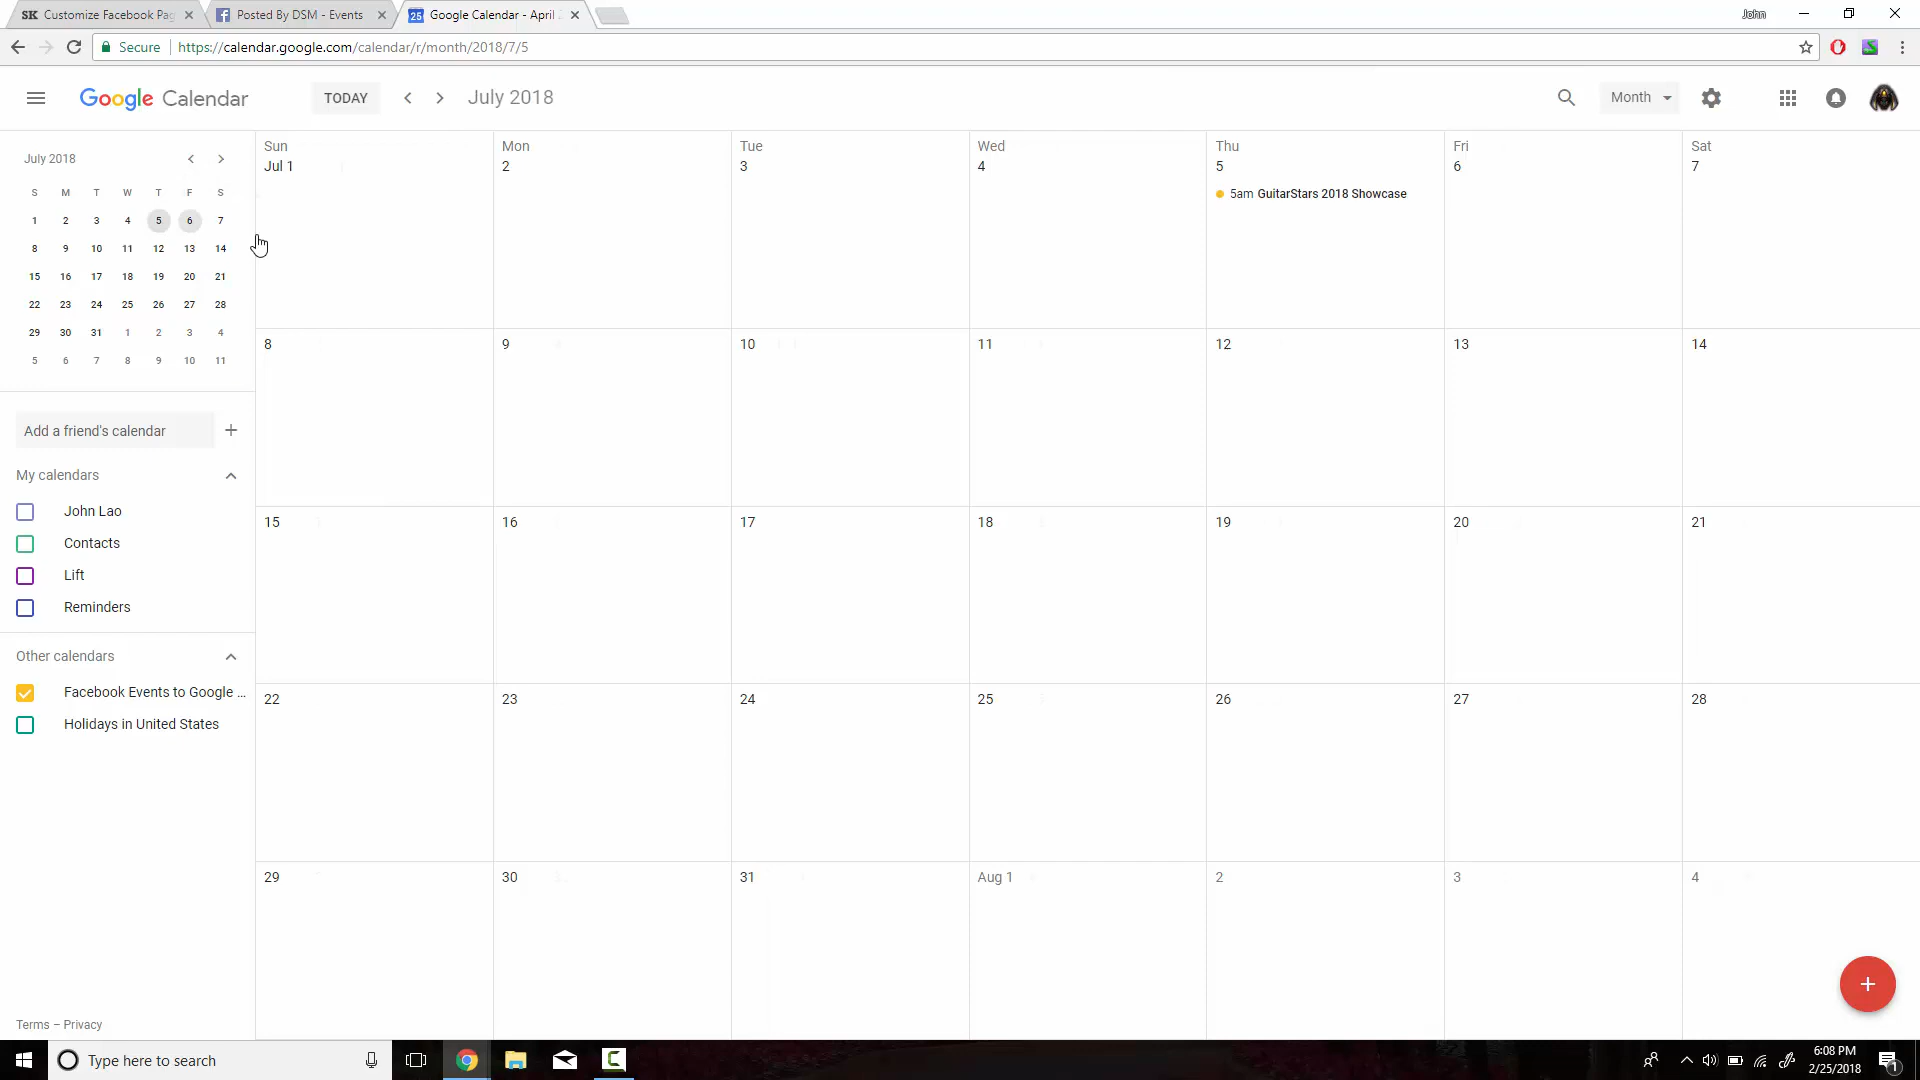 SK Customize Facebook Pag
Posted By DSM - Events
25 Google Calendar - April
John
Secure https://calendar.google.com/calendar/r/month/2018/7/5
Google Calendar
TODAY
July 2018
Month
July 2018
S M T W T F S
1 2 3 4 5 6 7
8 9 10 11 12 13 14
15 16 17 18 19 20 21
22 23 24 25 26 27 28
29 30 31 1 2 3 4
5 6 7 8 9 10 11
Add a friend's calendar
My calendars
John Lao
Contacts
Lift
Reminders
Other calendars
Facebook Events to Google ...
Holidays in United States
Terms – Privacy
Sun Mon Tue Wed Thu Fri Sat
Jul 1 2 3 4 5 6 7
5am GuitarStars 2018 Showcase
8 9 10 11 12 13 14
15 16 17 18 19 20 21
22 23 24 25 26 27 28
29 30 31 Aug 1 2 3 4
Type here to search
6:08 PM
2/25/2018
1